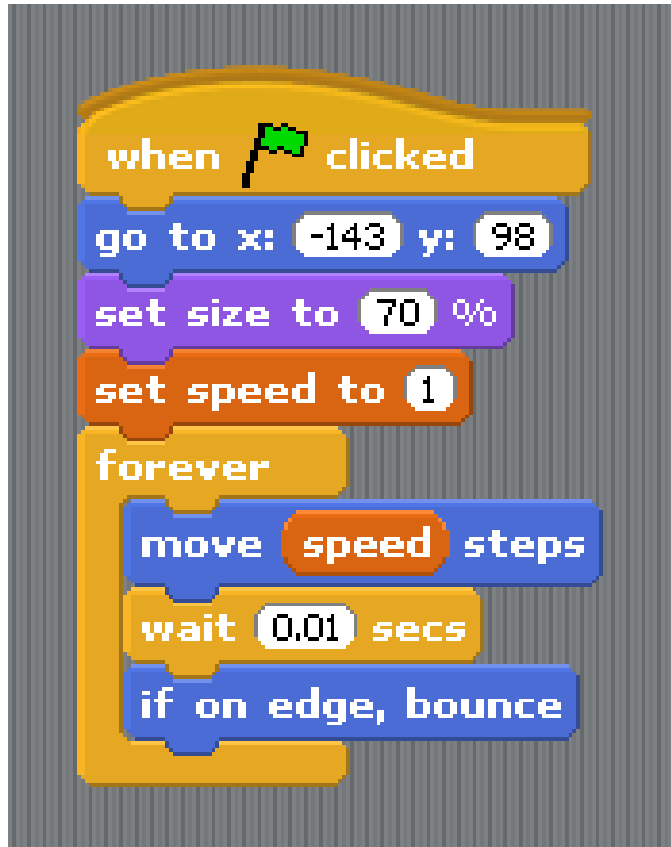 when clicked
go to x: -143 y: 98
set size to 70 %
set speed to 1
forever
move speed steps
wait 0.01 secs
if on edge, bounce